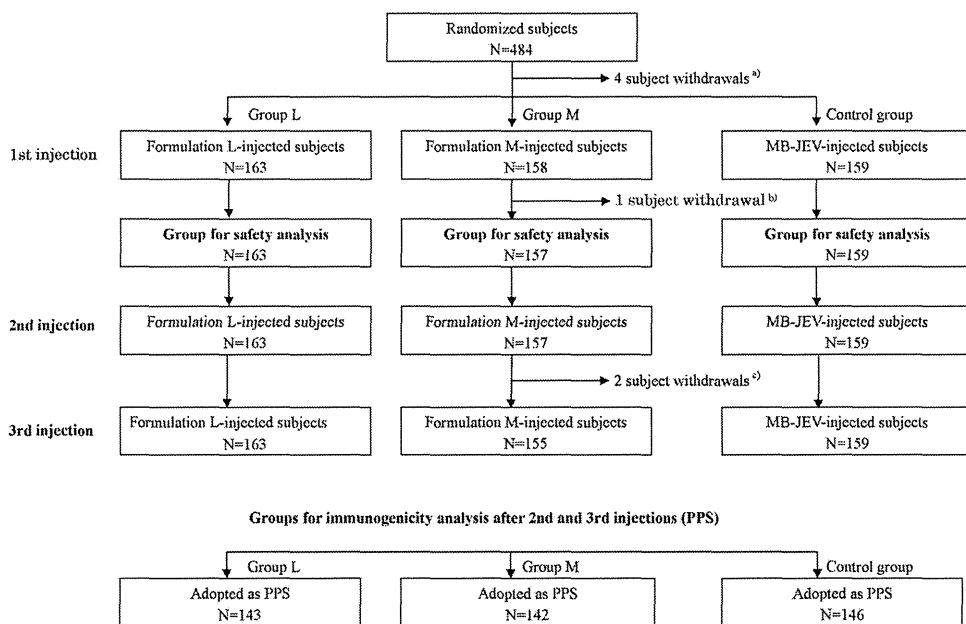 Randomized subjects
N=484
4 subject withdrawals a)
Group L
Group M
Control group
1st injection
Formulation L-injected subjects
N=163
Formulation M-injected subjects
N=158
MB-JEV-injected subjects
N=159
1 subject withdrawal b)
Group for safety analysis
N=163
Group for safety analysis
N=157
Group for safety analysis
N=159
2nd injection
Formulation L-injected subjects
N=163
Formulation M-injected subjects
N=157
MB-JEV-injected subjects
N=159
2 subject withdrawals c)
3rd injection
Formulation L-injected subjects
N=163
Formulation M-injected subjects
N=155
MB-JEV-injected subjects
N=159
Groups for immunogenicity analysis after 2nd and 3rd injections (PPS)
Group L
Group M
Control group
Adopted as PPS
N=143
Adopted as PPS
N=142
Adopted as PPS
N=146